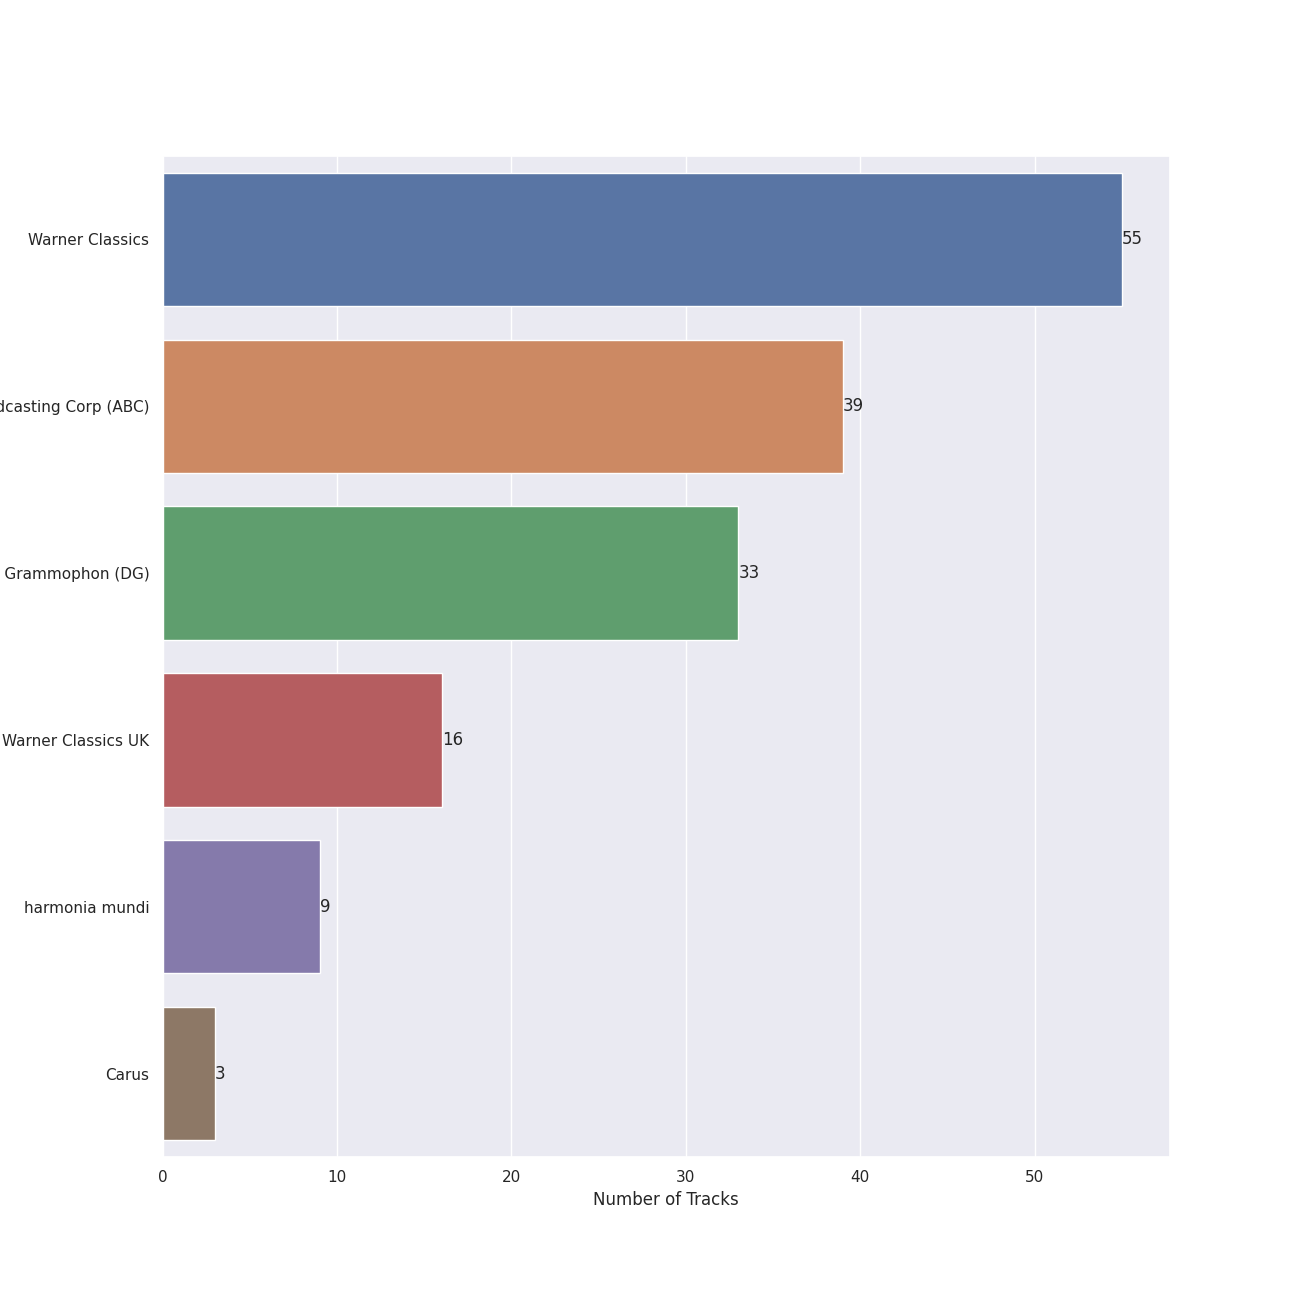 Warner Classics
55
dcasting Corp (ABC)
39
Grammophon (DG)
33
Warner Classics UK
16
harmonia mundi
9
Carus
3
0 10 20 30 40 50
Number of Tracks